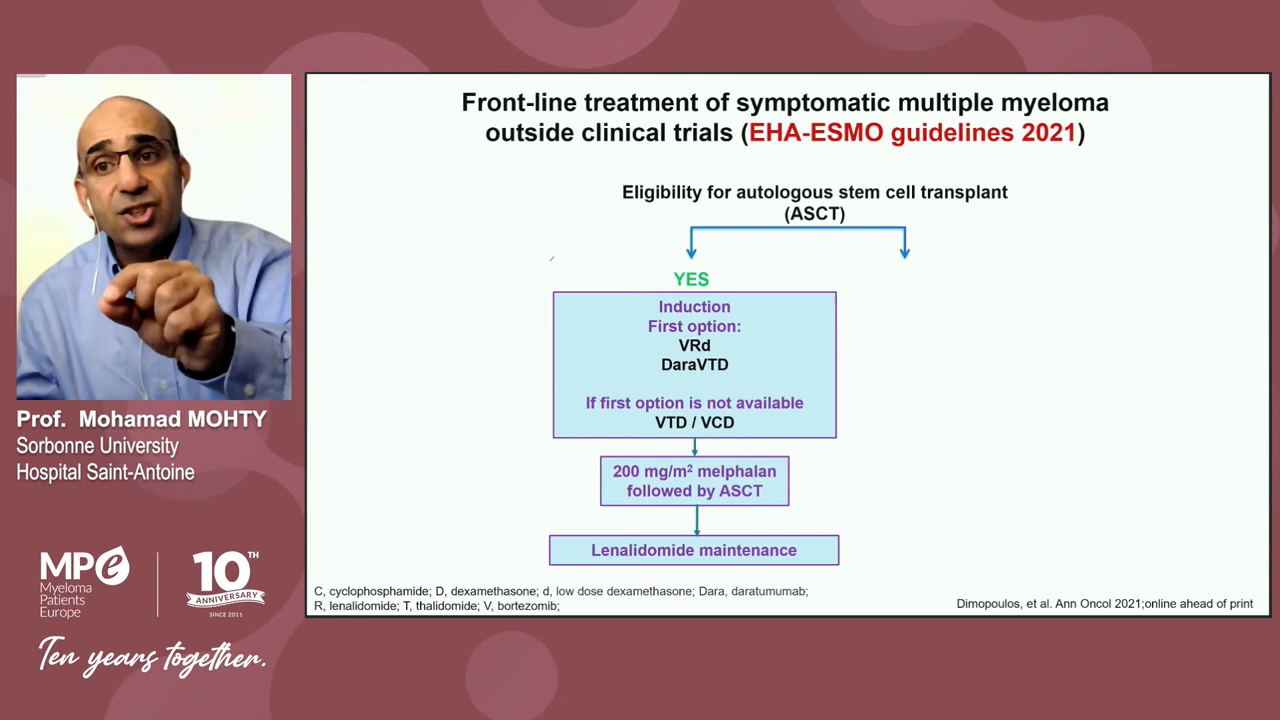 Front-line treatment of symptomatic multiple myeloma
outside clinical trials (EHA-ESMO guidelines 2021)
Eligibility for autologous stem cell transplant
(ASCT)
YES
Induction
First option:
VRd
DaraVTD
If first option is not available
VTD / VCD
200 mg/m² melphalan
followed by ASCT
Lenalidomide maintenance
C, cyclophosphamide; D, dexamethasone; d, low dose dexamethasone; Dara, daratumumab;
R, lenalidomide; T, thalidomide; V, bortezomib;
Dimopoulos, et al. Ann Oncol 2021;online ahead of print
Prof. Mohamad MOHTY
Sorbonne University
Hospital Saint-Antoine
MPe
Myeloma
Patients
Europe
10TH
ANNIVERSARY
SINCE 2011
Ten years together.